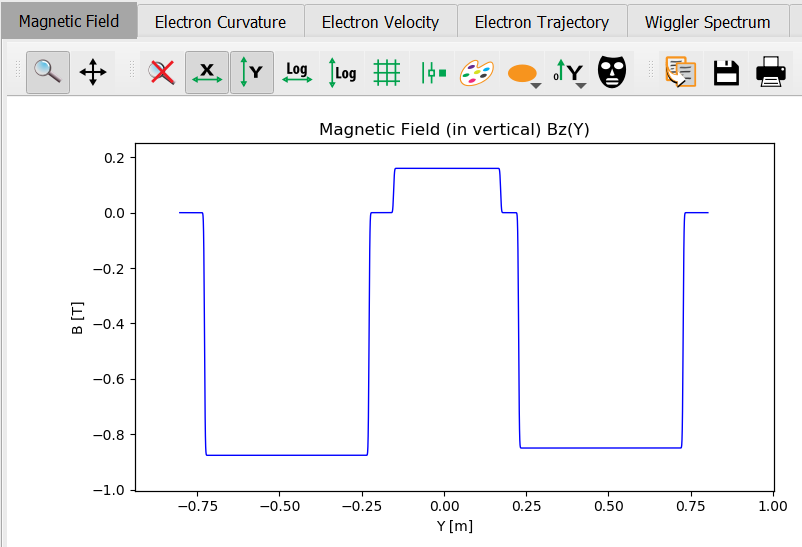 Magnetic Field Electron Curvature Electron Velocity Electron Trajectory Wiggler Spectrum
X Y Log Log 0 Y
Magnetic Field (in vertical) Bz(Y)
0.2
0.0
−0.2
−0.4
−0.6
−0.8
−1.0
B [T]
−0.75 −0.50 −0.25 0.00 0.25 0.50 0.75 1.00
Y [m]